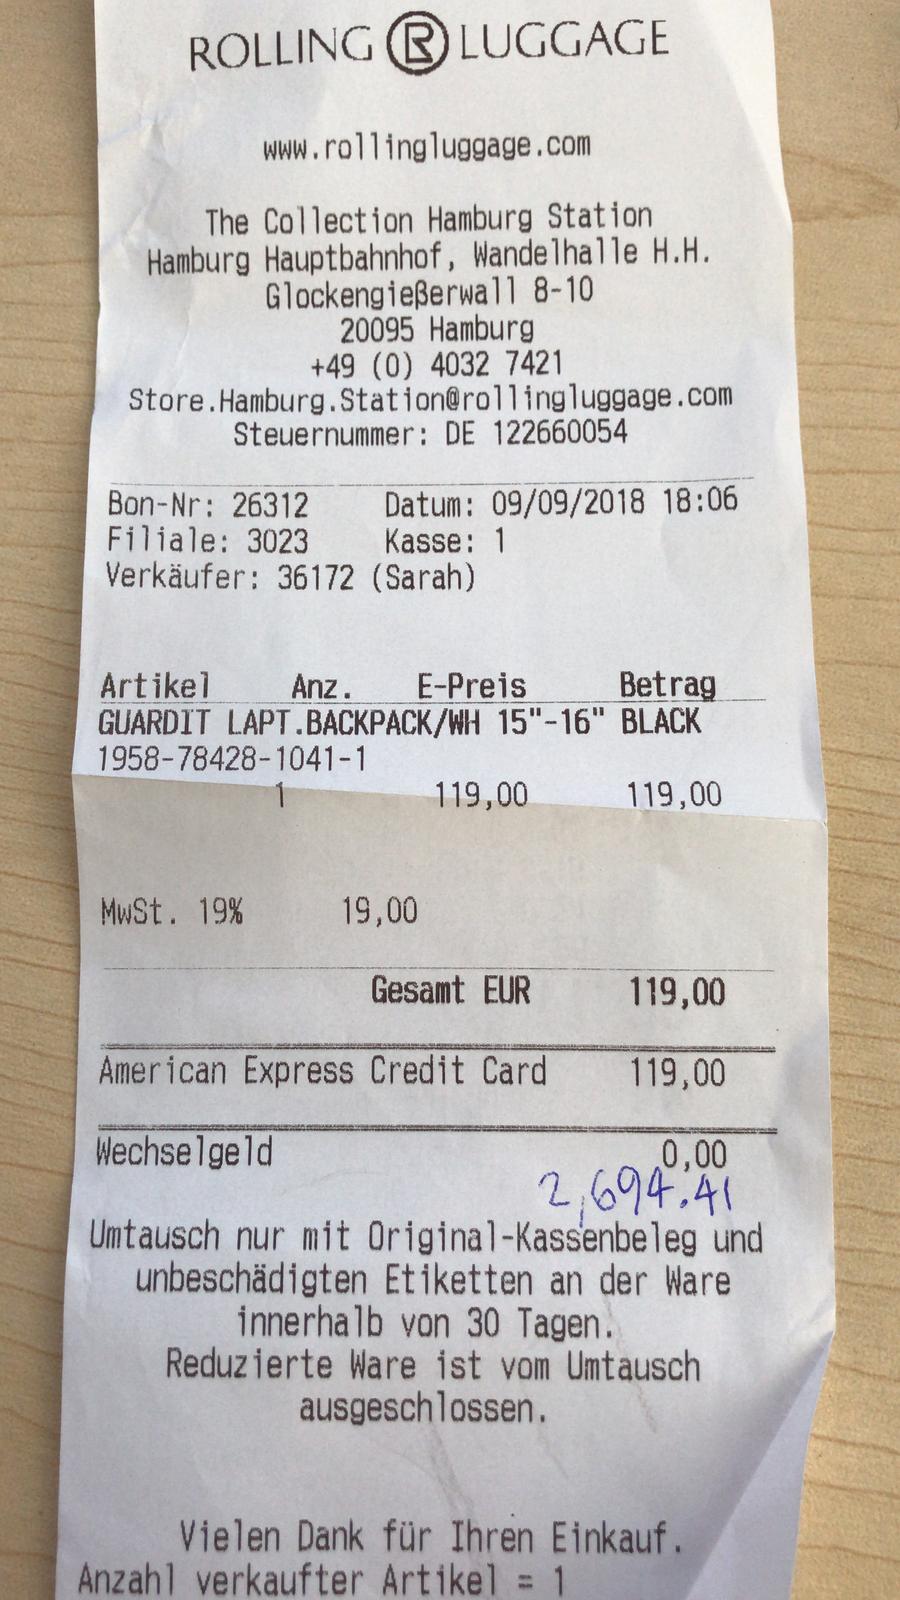 ROLLING R LUGGAGE
www.rollingluggage.com
The Collection Hamburg Station
Hamburg Hauptbahnhof, Wandelhalle H.H.
Glockengießerwall 8-10
20095 Hamburg
+49 (0) 4032 7421
Store.Hamburg.Station@rollingluggage.com
Steuernummer: DE 122660054
Bon-Nr: 26312 Datum: 09/09/2018 18:06
Filiale: 3023 Kasse: 1
Verkäufer: 36172 (Sarah)
Artikel Anz. E-Preis Betrag
GUARDIT LAPT.BACKPACK/WH 15"-16" BLACK
1958-78428-1041-1
1 119,00 119,00
MwSt. 19% 19,00
Gesamt EUR 119,00
American Express Credit Card 119,00
Wechselgeld 0,00
2,694.41
Umtausch nur mit Original-Kassenbeleg und
unbeschädigten Etiketten an der Ware
innerhalb von 30 Tagen.
Reduzierte Ware ist vom Umtausch
ausgeschlossen.
Vielen Dank für Ihren Einkauf.
Anzahl verkaufter Artikel = 1